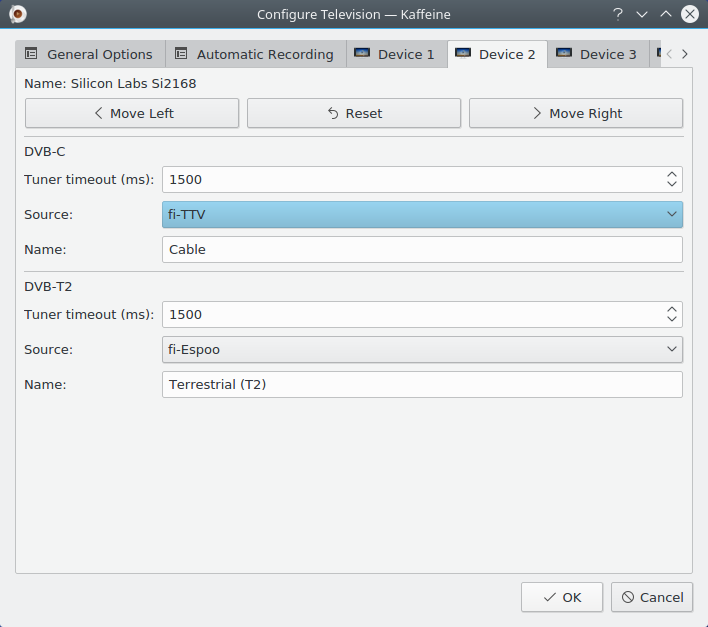 Configure Television — Kaffeine
General Options Automatic Recording Device 1 Device 2 Device 3
Name: Silicon Labs Si2168
Move Left Reset Move Right
DVB-C
Tuner timeout (ms): 1500
Source: fi-TTV
Name: Cable
DVB-T2
Tuner timeout (ms): 1500
Source: fi-Espoo
Name: Terrestrial (T2)
OK Cancel